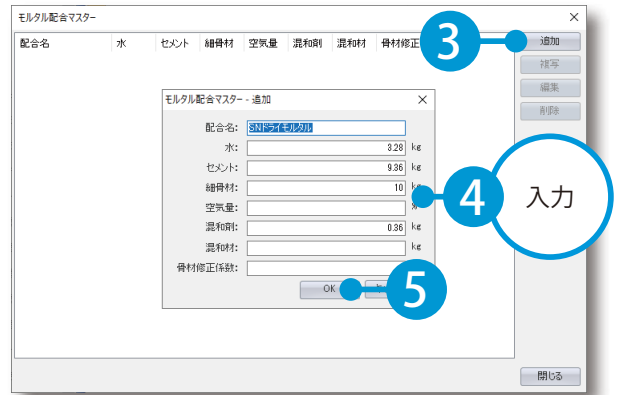 モルタル配合マスター
配合名 水 セメント 細骨材 空気量 混和剤 混和材 骨材修正
3
追加
複写
編集
削除
モルタル配合マスター - 追加
配合名: SNドライモルタル
水: 3.28 kg
セメント: 9.36 kg
細骨材: 10 kg
空気量:
混和剤: 0.36 kg
混和材: kg
骨材修正係数:
4
入力
OK
5
閉じる